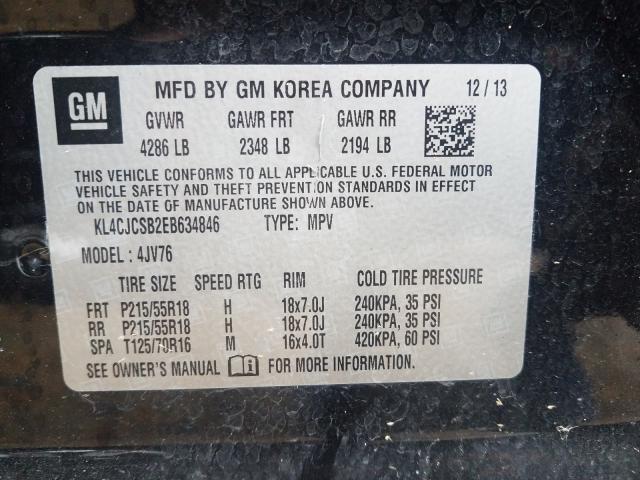 GM MFD BY GM KOREA COMPANY 12 / 13
GVWR GAWR FRT GAWR RR
4286 LB 2348 LB 2194 LB
THIS VEHICLE CONFORMS TO ALL APPLICABLE U.S. FEDERAL MOTOR
VEHICLE SAFETY AND THEFT PREVENTION STANDARDS IN EFFECT
ON THE DATE OF MANUFACTURE SHOWN ABOVE.
KL4CJCSB2EB634846 TYPE: MPV
MODEL : 4JV76
TIRE SIZE SPEED RTG RIM COLD TIRE PRESSURE
FRT P215/55R18 H 18x7.0J 240KPA, 35 PSI
RR P215/55R18 H 18x7.0J 240KPA, 35 PSI
SPA T125/70R16 M 16x4.0T 420KPA, 60 PSI
SEE OWNER'S MANUAL FOR MORE INFORMATION.